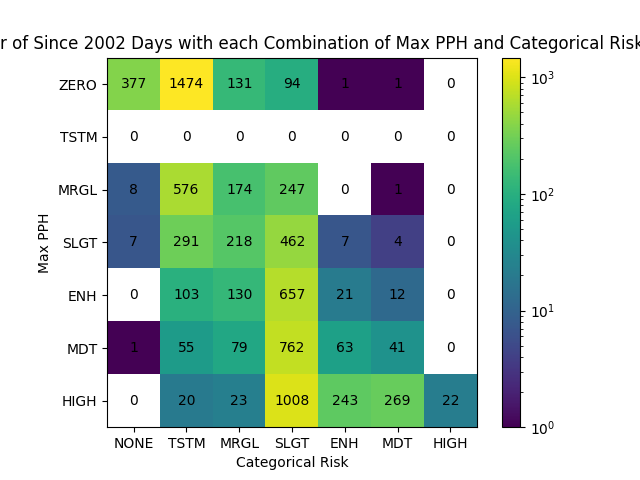 r of Since 2002 Days with each Combination of Max PPH and Categorical Risk
ZERO 377 1474 131 94 1 1 0
TSTM 0 0 0 0 0 0 0
MRGL 8 576 174 247 0 1 0
SLGT 7 291 218 462 7 4 0
ENH 0 103 130 657 21 12 0
MDT 1 55 79 762 63 41 0
HIGH 0 20 23 1008 243 269 22
NONE TSTM MRGL SLGT ENH MDT HIGH
Categorical Risk
Max PPH
10³
10²
10¹
10⁰